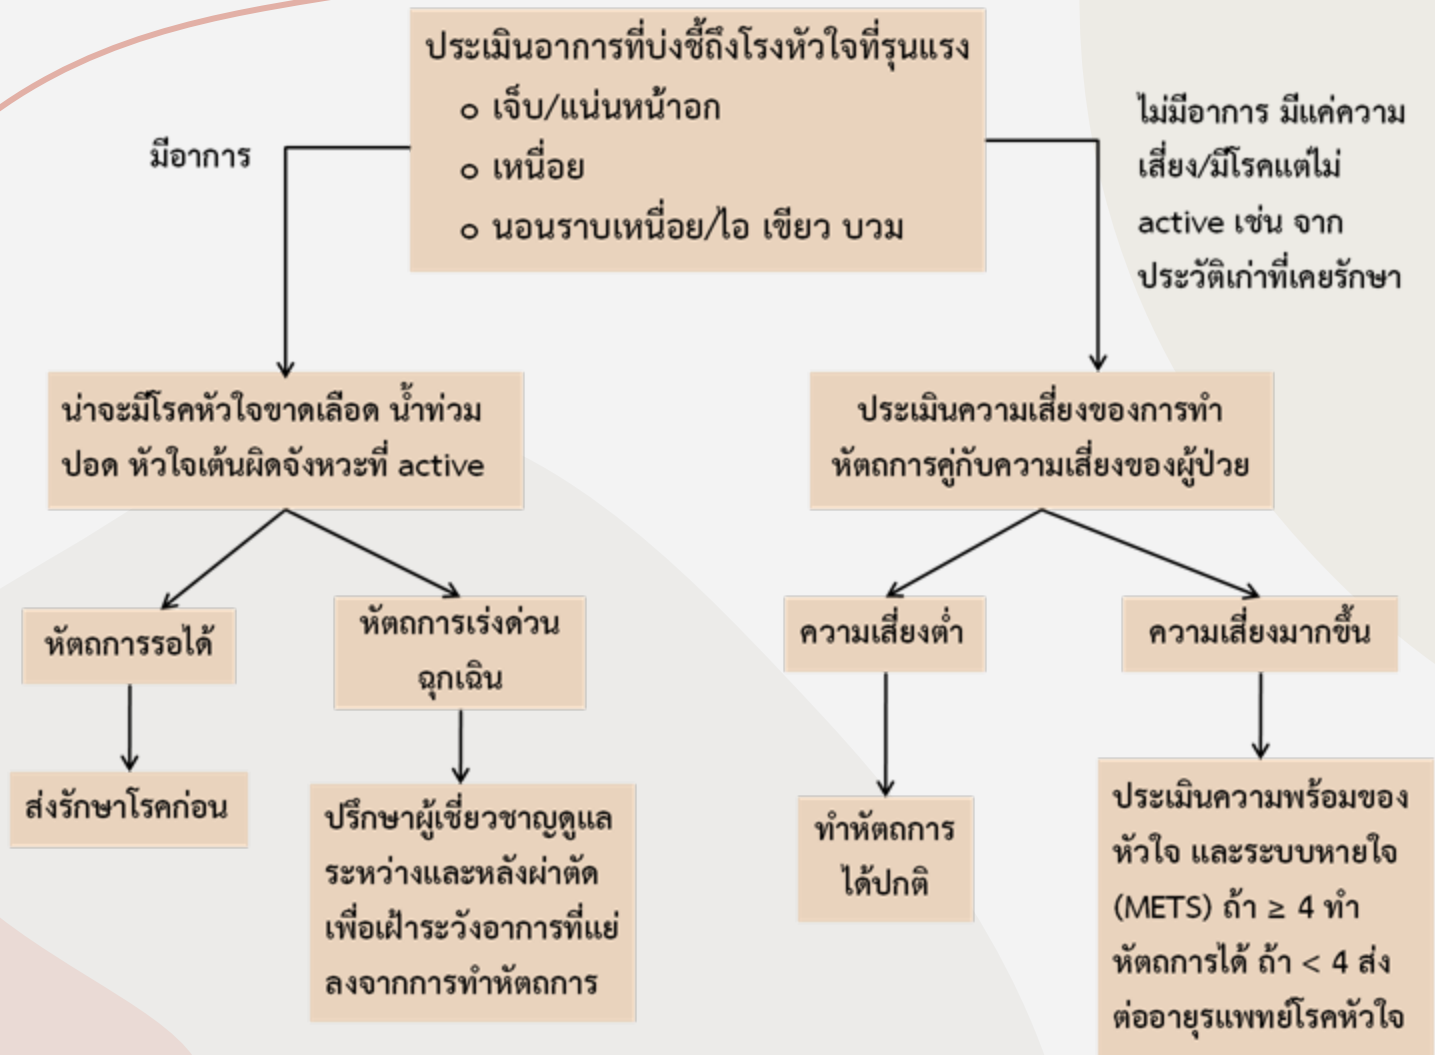 ประเมินอาการที่บ่งชี้ถึงโรงหัวใจที่รุนแรง
o เจ็บ/แน่นหน้าอก
o เหนื่อย
o นอนราบเหนื่อย/ไอ เขียว บวม
มีอาการ
ไม่มีอาการ มีแค่ความ
เสี่ยง/มีโรคแต่ไม่
active เช่น จาก
ประวัติเก่าที่เคยรักษา
น่าจะมีโรคหัวใจขาดเลือด น้ำท่วม
ปอด หัวใจเต้นผิดจังหวะที่ active
ประเมินความเสี่ยงของการทำ
หัตถการคู่กับความเสี่ยงของผู้ป่วย
หัตถการรอได้
หัตถการเร่งด่วน
ฉุกเฉิน
ความเสี่ยงต่ำ
ความเสี่ยงมากขึ้น
ส่งรักษาโรคก่อน
ปรึกษาผู้เชี่ยวชาญดูแล
ระหว่างและหลังผ่าตัด
เพื่อเฝ้าระวังอาการที่แย่
ลงจากการทำหัตถการ
ทำหัตถการ
ได้ปกติ
ประเมินความพร้อมของ
หัวใจ และระบบหายใจ
(METS) ถ้า ≥ 4 ทำ
หัตถการได้ ถ้า < 4 ส่ง
ต่ออายุรแพทย์โรคหัวใจ